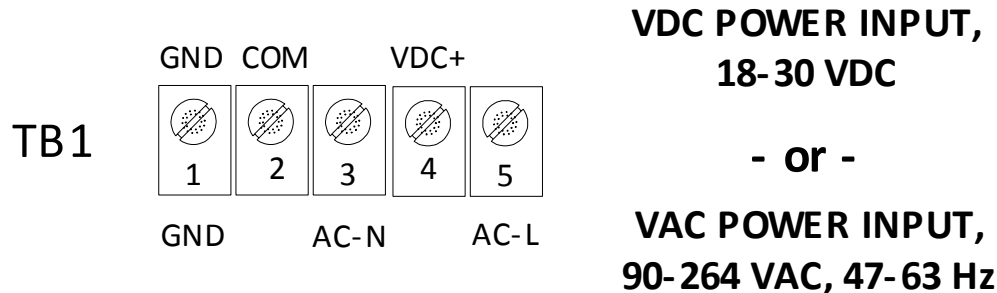 GND COM VDC+
TB1
1 2 3 4 5
GND AC-N AC-L
VDC POWER INPUT,
18-30 VDC
- or -
VAC POWER INPUT,
90-264 VAC, 47-63 Hz